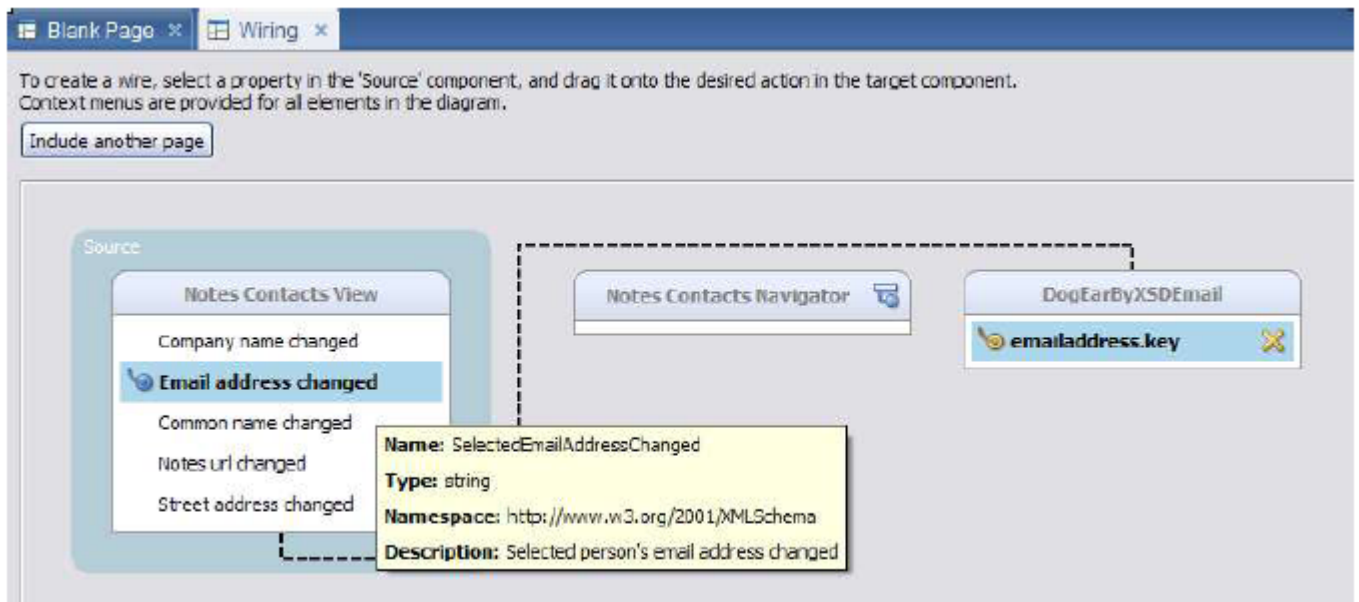 Blank Page
Wiring
To create a wire, select a property in the 'Source' component, and drag it onto the desired action in the target component.
Context menus are provided for all elements in the diagram.
Include another page
Source
Notes Contacts View
Notes Contacts Navigator
DogEarByXSDEmail
Company name changed
emailaddress.key
Email address changed
Common name changed
Notes url changed
Street address changed
Name: SelectedEmailAddressChanged
Type: string
Namespace: http://www.w3.org/2001/XMLSchema
Description: Selected person's email address changed